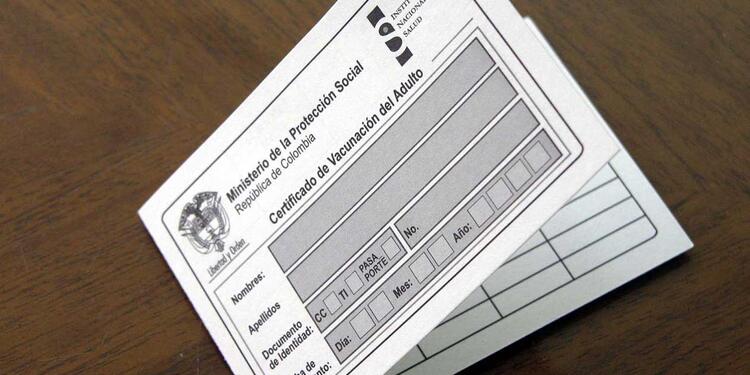 INSTIT
NACIONAL
SALUD
Ministerio de la Protección Social
República de Colombia
Certificado de Vacunación del Adulto
Libertad y Orden
Nombres:
Apellidos
Documento
de Identidad:
CC
TI
PASA
PORTE
No.
Día:
Mes:
Año: